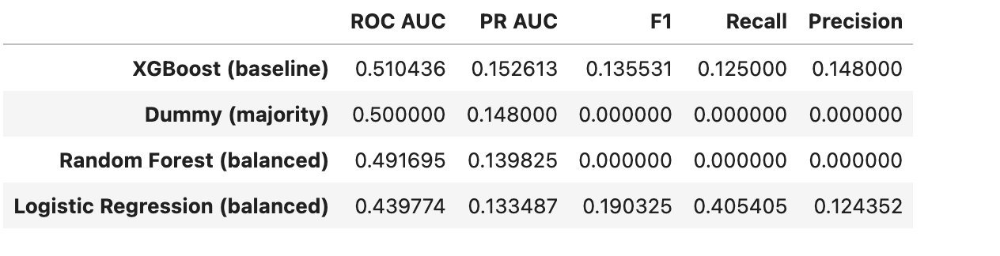 ROC AUC PR AUC F1 Recall Precision
XGBoost (baseline) 0.510436 0.152613 0.135531 0.125000 0.148000
Dummy (majority) 0.500000 0.148000 0.000000 0.000000 0.000000
Random Forest (balanced) 0.491695 0.139825 0.000000 0.000000 0.000000
Logistic Regression (balanced) 0.439774 0.133487 0.190325 0.405405 0.124352